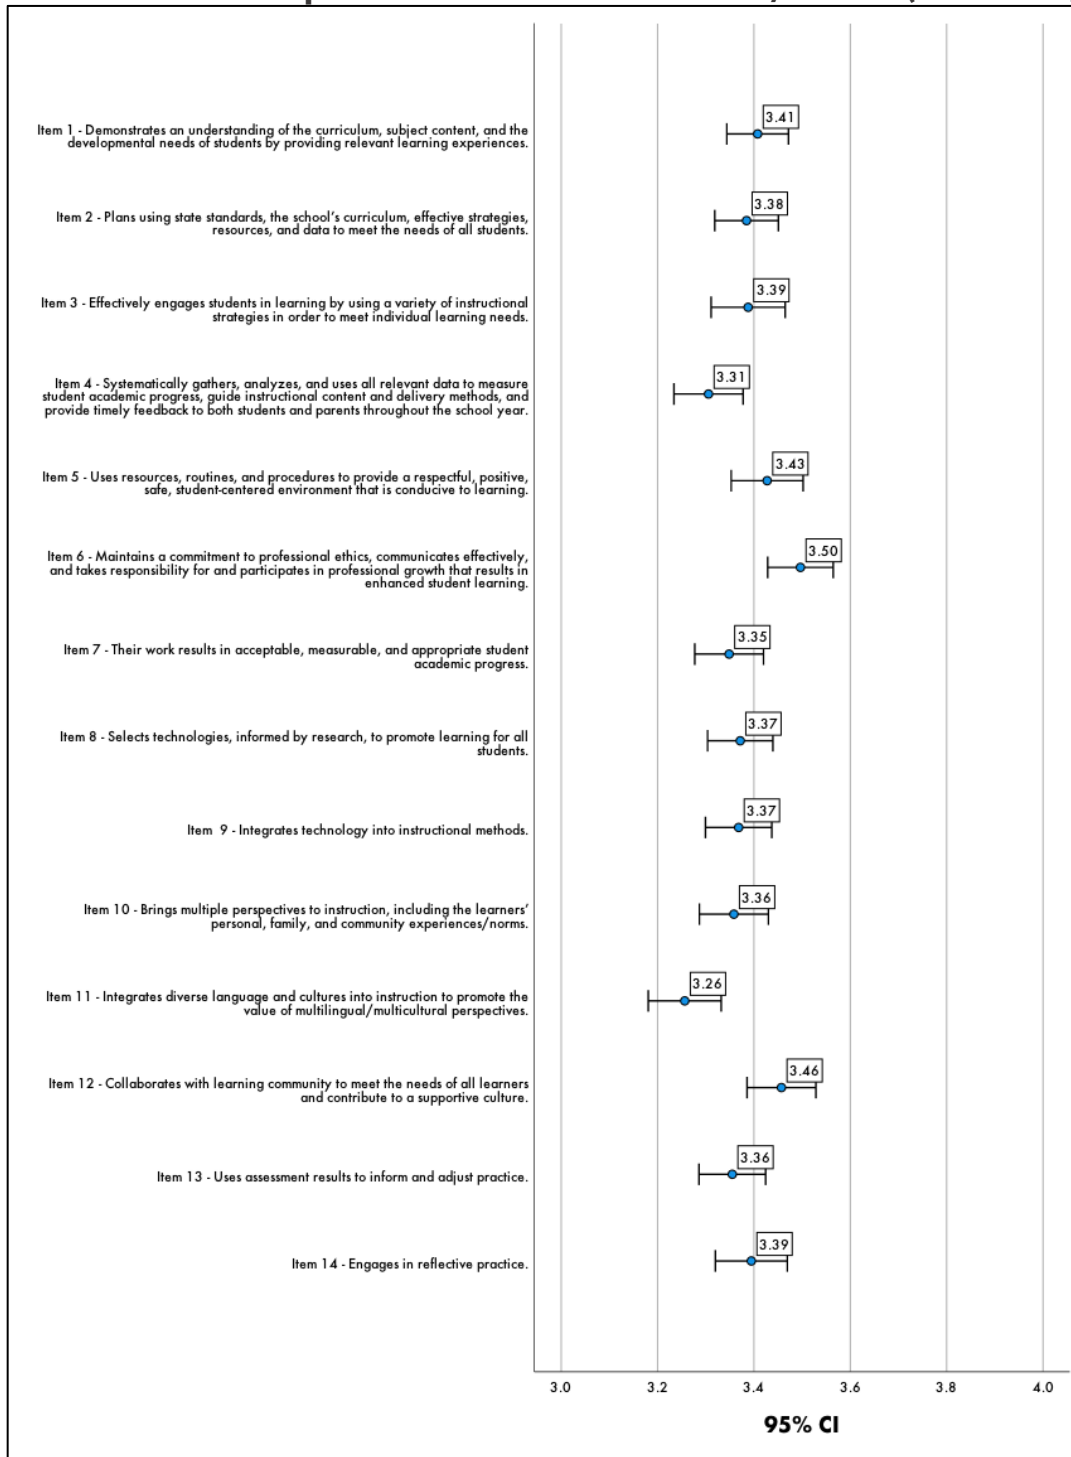 3.41
Item 1 - Demonstrates an understanding of the curriculum, subject content, and the
developmental needs of students by providing relevant learning experiences.
3.38
Item 2 - Plans using state standards, the school's curriculum, effective strategies,
resources, and data to meet the needs of all students.
3.39
Item 3 - Effectively engages students in learning by using a variety of instructional
strategies in order to meet individual learning needs.
3.31
Item 4 - Systematically gathers, analyzes, and uses all relevant data to measure
student academic progress, guide instructional content and delivery methods, and
provide timely feedback to both students and parents throughout the school year.
3.43
Item 5 - Uses resources, routines, and procedures to provide a respectful, positive,
safe, student-centered environment that is conducive to learning.
3.50
Item 6 - Maintains a commitment to professional ethics, communicates effectively,
and takes responsibility for and participates in professional growth that results in
enhanced student learning.
3.35
Item 7 - Their work results in acceptable, measurable, and appropriate student
academic progress.
3.37
Item 8 - Selects technologies, informed by research, to promote learning for all
students.
3.37
Item  9 - Integrates technology into instructional methods.
3.36
Item 10 - Brings multiple perspectives to instruction, including the learners'
personal, family, and community experiences/norms.
3.26
Item 11 - Integrates diverse language and cultures into instruction to promote the
value of multilingual/multicultural perspectives.
3.46
Item 12 - Collaborates with learning community to meet the needs of all learners
and contribute to a supportive culture.
3.36
Item 13 - Uses assessment results to inform and adjust practice.
3.39
Item 14 - Engages in reflective practice.
3.0 3.2 3.4 3.6 3.8 4.0
95% CI